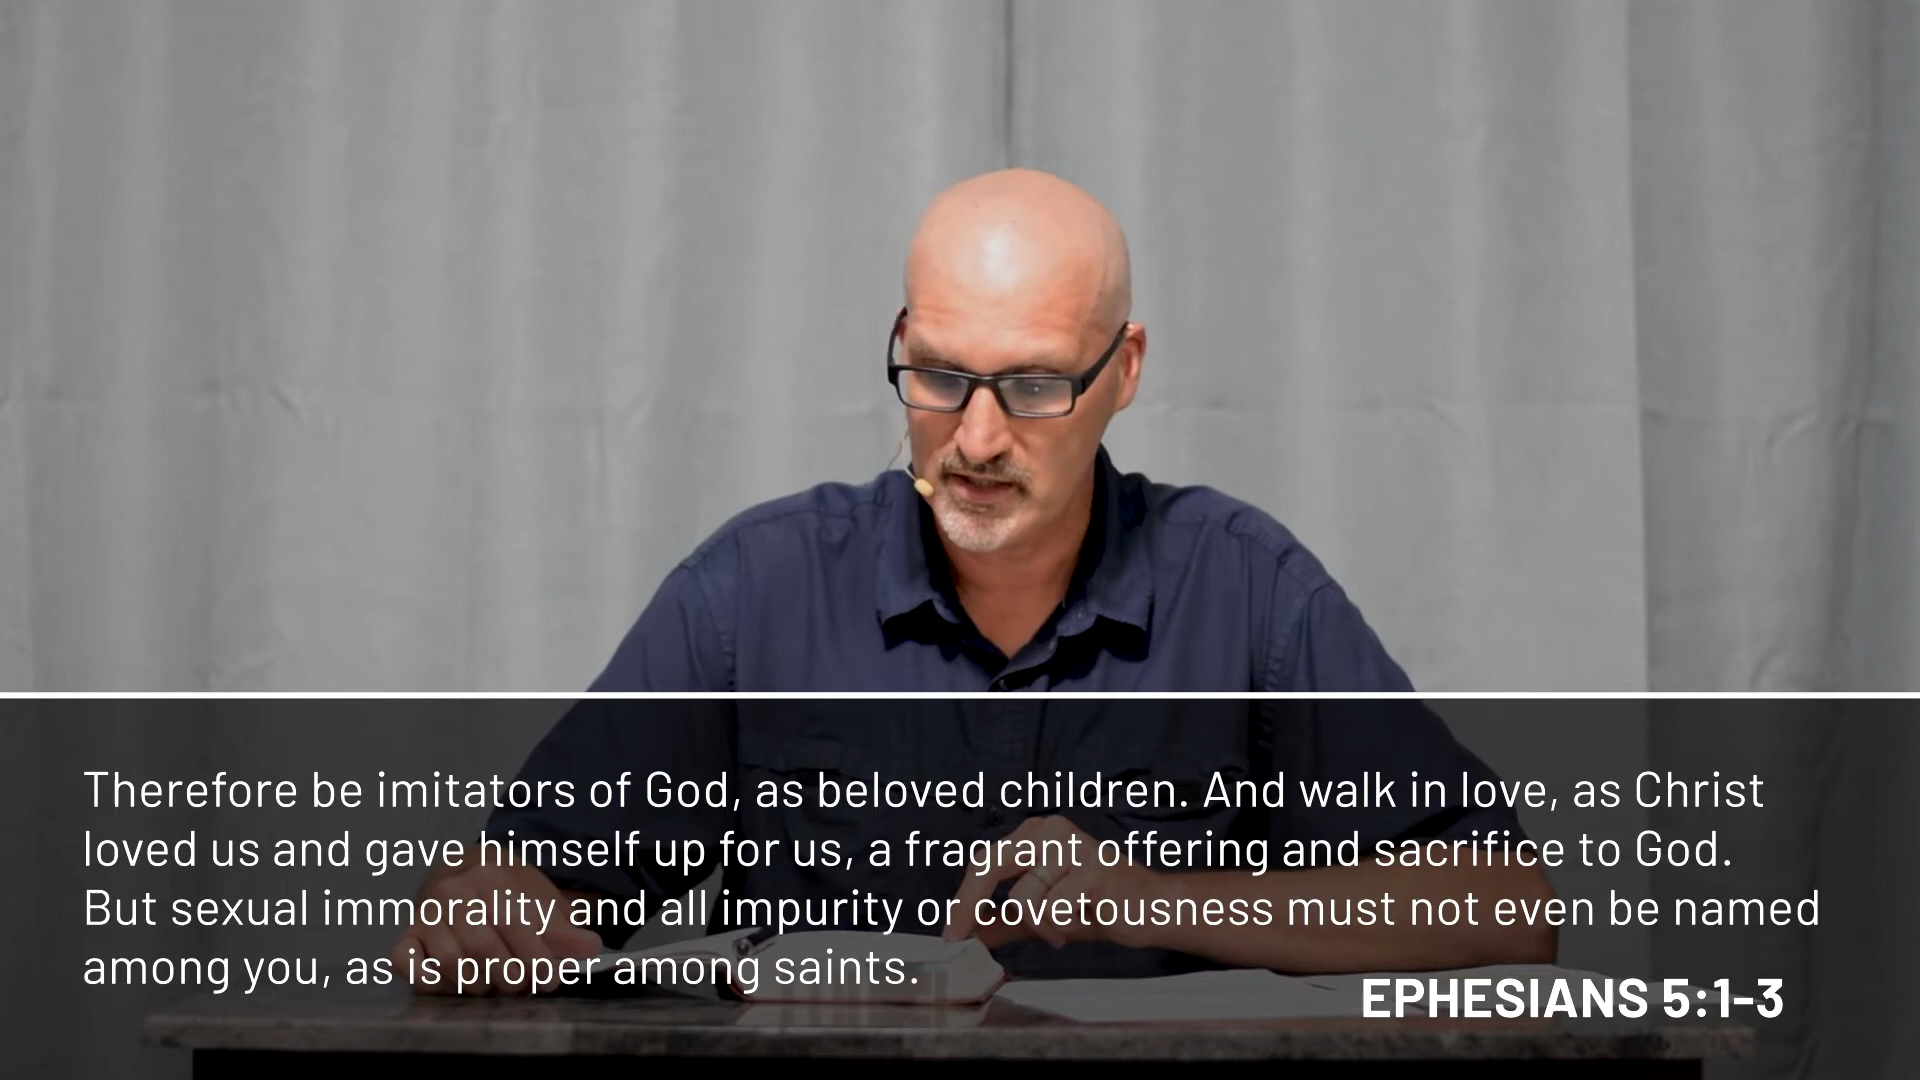 Therefore be imitators of God, as beloved children. And walk in love, as Christ
loved us and gave himself up for us, a fragrant offering and sacrifice to God.
But sexual immorality and all impurity or covetousness must not even be named
among you, as is proper among saints.
EPHESIANS 5:1-3